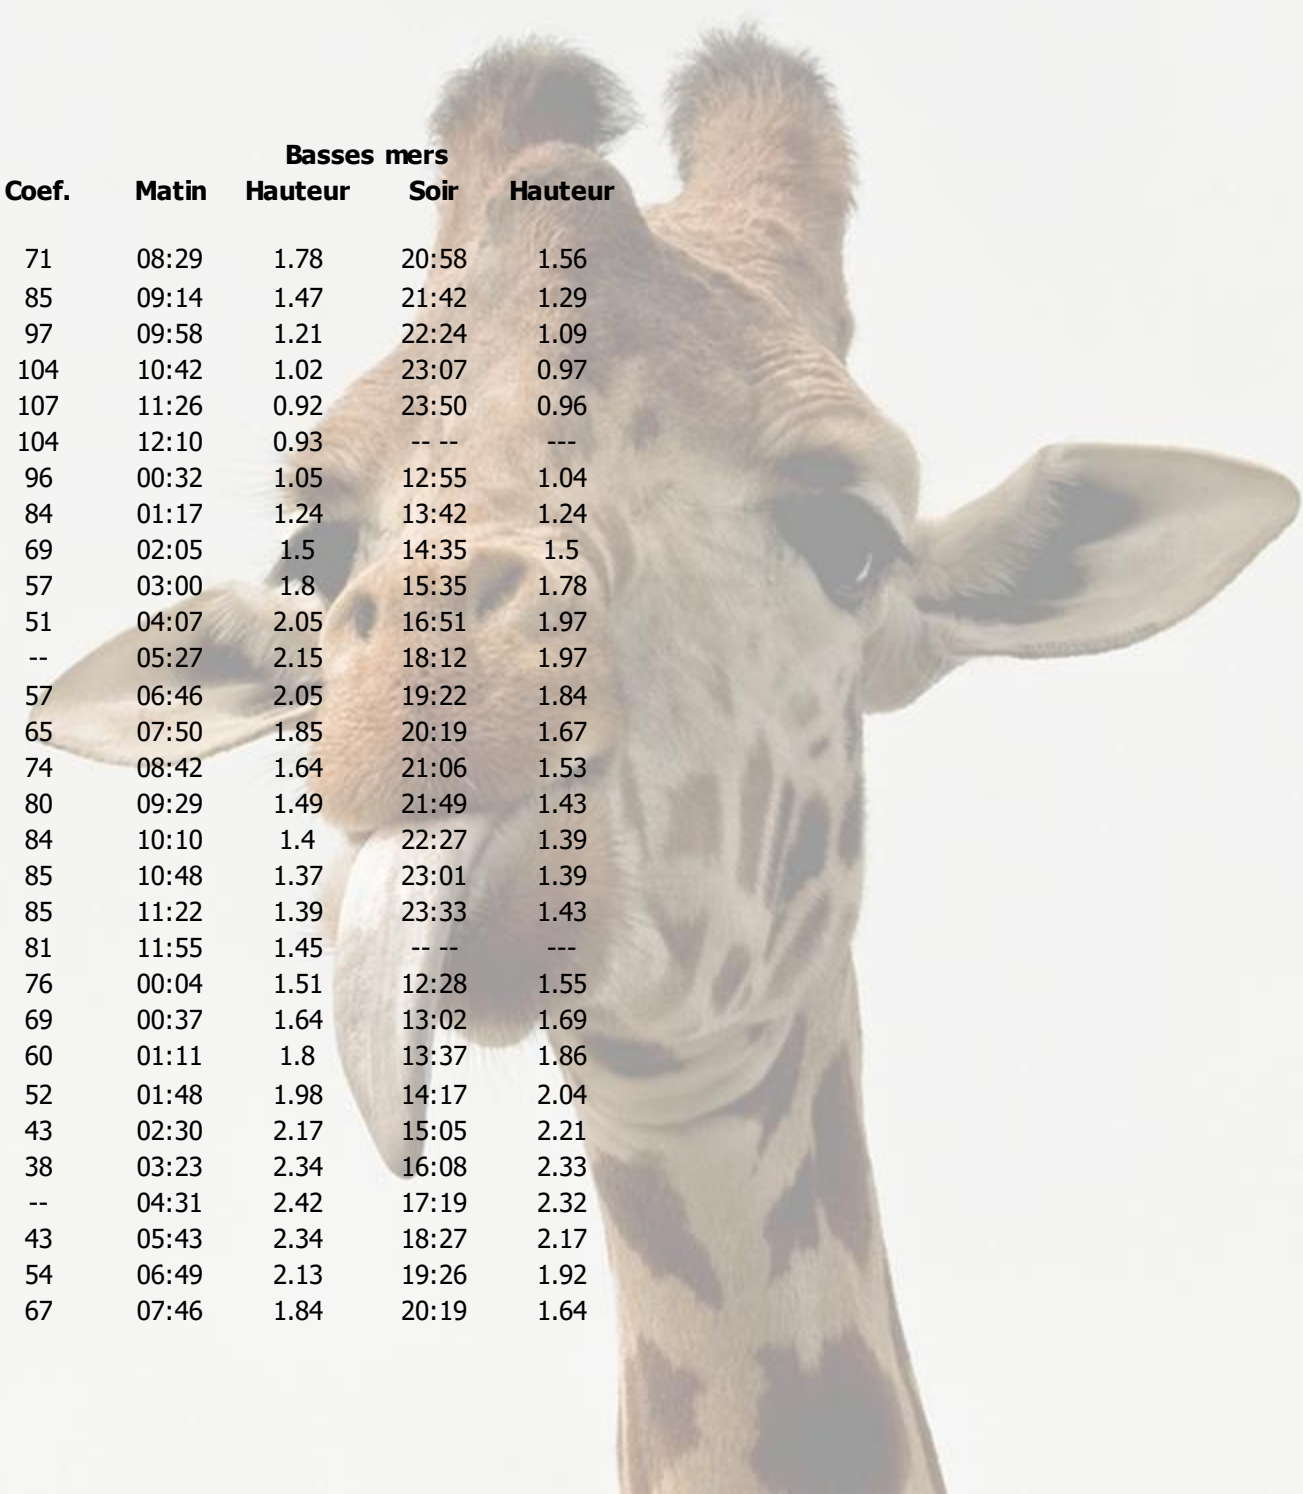 Basses mers
Coef. Matin Hauteur Soir Hauteur
71 08:29 1.78 20:58 1.56
85 09:14 1.47 21:42 1.29
97 09:58 1.21 22:24 1.09
104 10:42 1.02 23:07 0.97
107 11:26 0.92 23:50 0.96
104 12:10 0.93 -- -- ---
96 00:32 1.05 12:55 1.04
84 01:17 1.24 13:42 1.24
69 02:05 1.5 14:35 1.5
57 03:00 1.8 15:35 1.78
51 04:07 2.05 16:51 1.97
-- 05:27 2.15 18:12 1.97
57 06:46 2.05 19:22 1.84
65 07:50 1.85 20:19 1.67
74 08:42 1.64 21:06 1.53
80 09:29 1.49 21:49 1.43
84 10:10 1.4 22:27 1.39
85 10:48 1.37 23:01 1.39
85 11:22 1.39 23:33 1.43
81 11:55 1.45 -- -- ---
76 00:04 1.51 12:28 1.55
69 00:37 1.64 13:02 1.69
60 01:11 1.8 13:37 1.86
52 01:48 1.98 14:17 2.04
43 02:30 2.17 15:05 2.21
38 03:23 2.34 16:08 2.33
-- 04:31 2.42 17:19 2.32
43 05:43 2.34 18:27 2.17
54 06:49 2.13 19:26 1.92
67 07:46 1.84 20:19 1.64